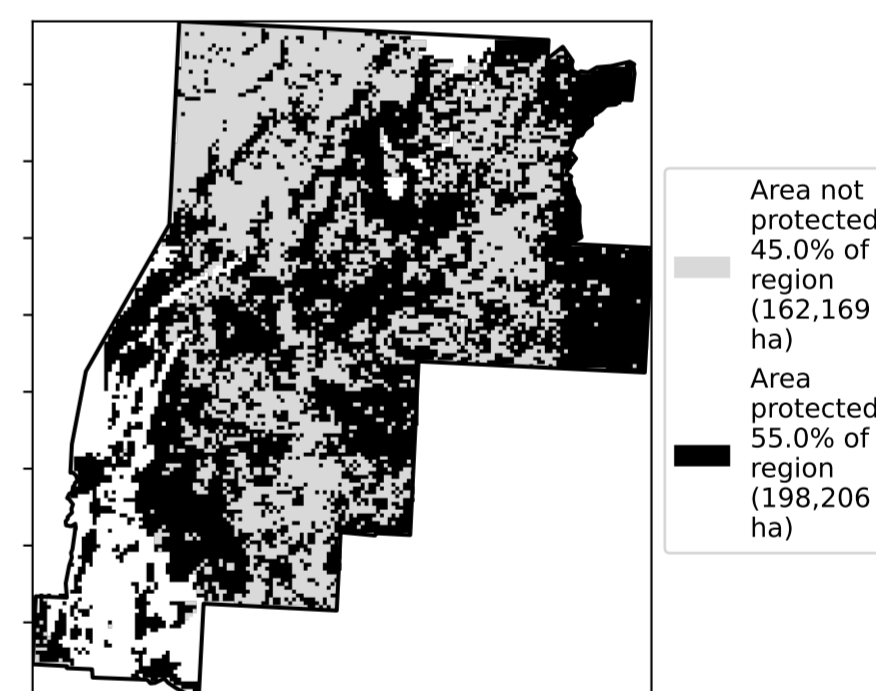 Area not
protected
45.0% of
region
(162,169
ha)
Area
protected
55.0% of
region
(198,206
ha)